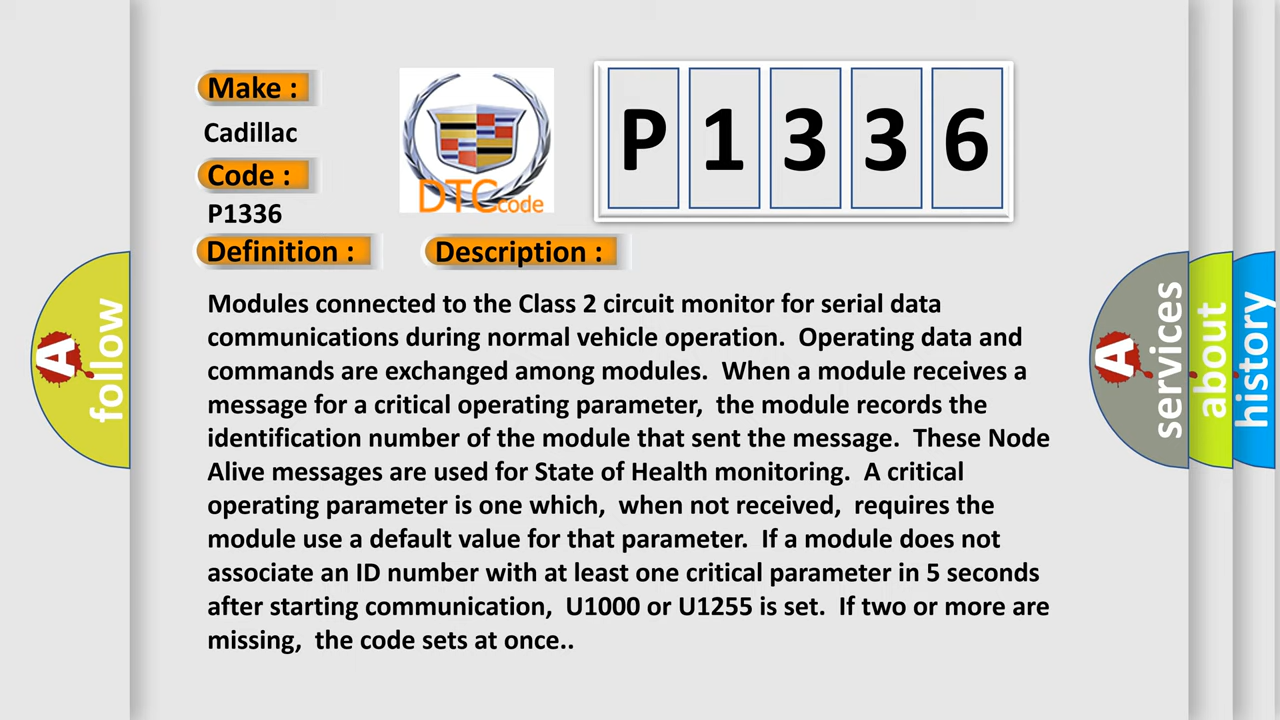 Make :
Cadillac
Code :
P1336
DTCcode
P 1 3 3 6
Definition :
Description :
Modules connected to the Class 2 circuit monitor for serial data
communications during normal vehicle operation. Operating data and
commands are exchanged among modules. When a module receives a
message for a critical operating parameter, the module records the
identification number of the module that sent the message. These Node
Alive messages are used for State of Health monitoring. A critical
operating parameter is one which, when not received, requires the
module use a default value for that parameter. If a module does not
associate an ID number with at least one critical parameter in 5 seconds
after starting communication, U1000 or U1255 is set. If two or more are
missing, the code sets at once..
A
follow
A
services
about
history